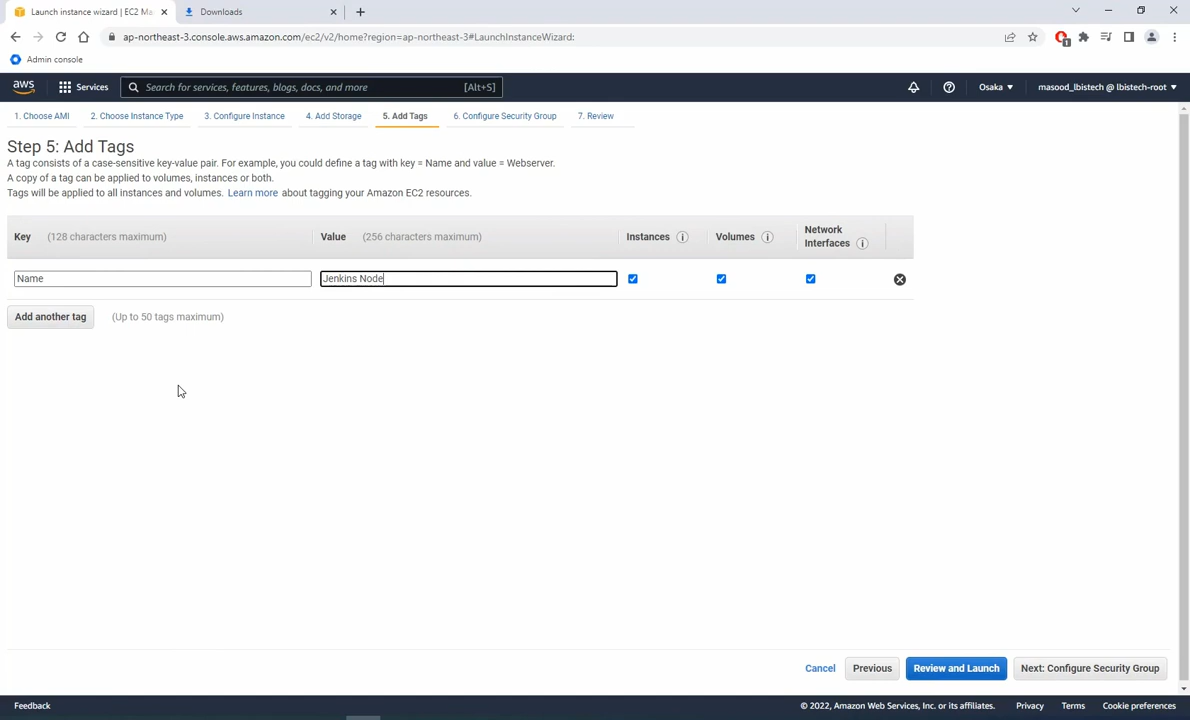 Launch instance wizard | EC2 Ma
Downloads
ap-northeast-3.console.aws.amazon.com/ec2/v2/home?region=ap-northeast-3#LaunchInstanceWizard:
1
Admin console
aws
Services
Search for services, features, blogs, docs, and more
[Alt+S]
Osaka
masood_lbistech @ lbistech-root
1. Choose AMI
2. Choose Instance Type
3. Configure Instance
4. Add Storage
5. Add Tags
6. Configure Security Group
7. Review
Step 5: Add Tags
A tag consists of a case-sensitive key-value pair. For example, you could define a tag with key = Name and value = Webserver.
A copy of a tag can be applied to volumes, instances or both.
Tags will be applied to all instances and volumes. Learn more about tagging your Amazon EC2 resources.
Key (128 characters maximum)
Value (256 characters maximum)
Instances
Volumes
Network
Interfaces
Name
Jenkins Node
Add another tag
(Up to 50 tags maximum)
Cancel
Previous
Review and Launch
Next: Configure Security Group
Feedback
© 2022, Amazon Web Services, Inc. or its affiliates.
Privacy
Terms
Cookie preferences